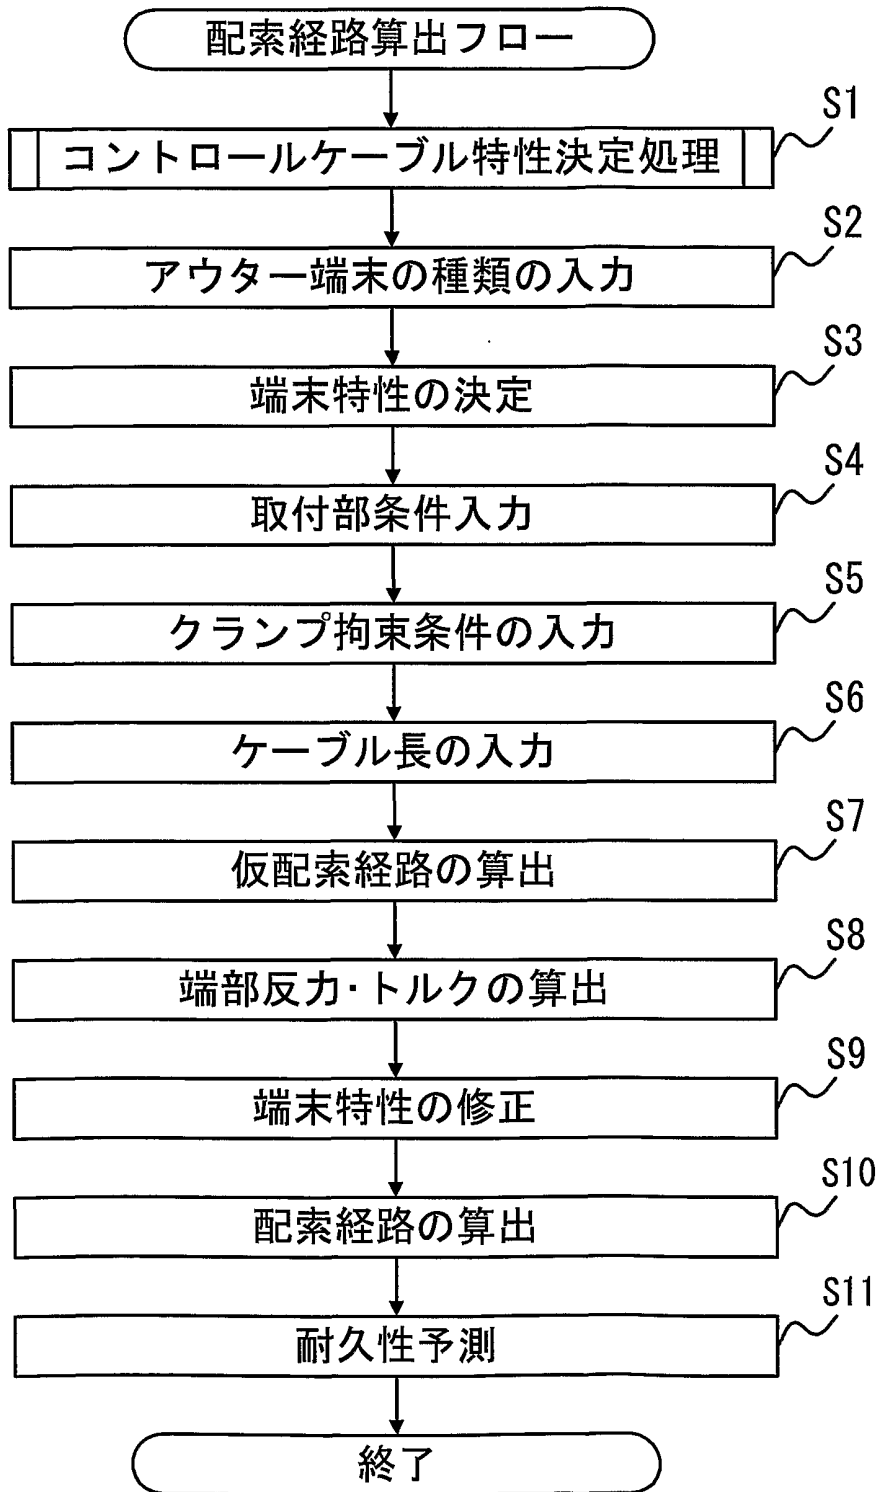 配索経路算出フロー
S1
コントロールケーブル特性決定処理
S2
アウター端末の種類の入力
S3
端末特性の決定
S4
取付部条件入力
S5
クランプ拘束条件の入力
S6
ケーブル長の入力
S7
仮配索経路の算出
S8
端部反力・トルクの算出
S9
端末特性の修正
S10
配索経路の算出
S11
耐久性予測
終了